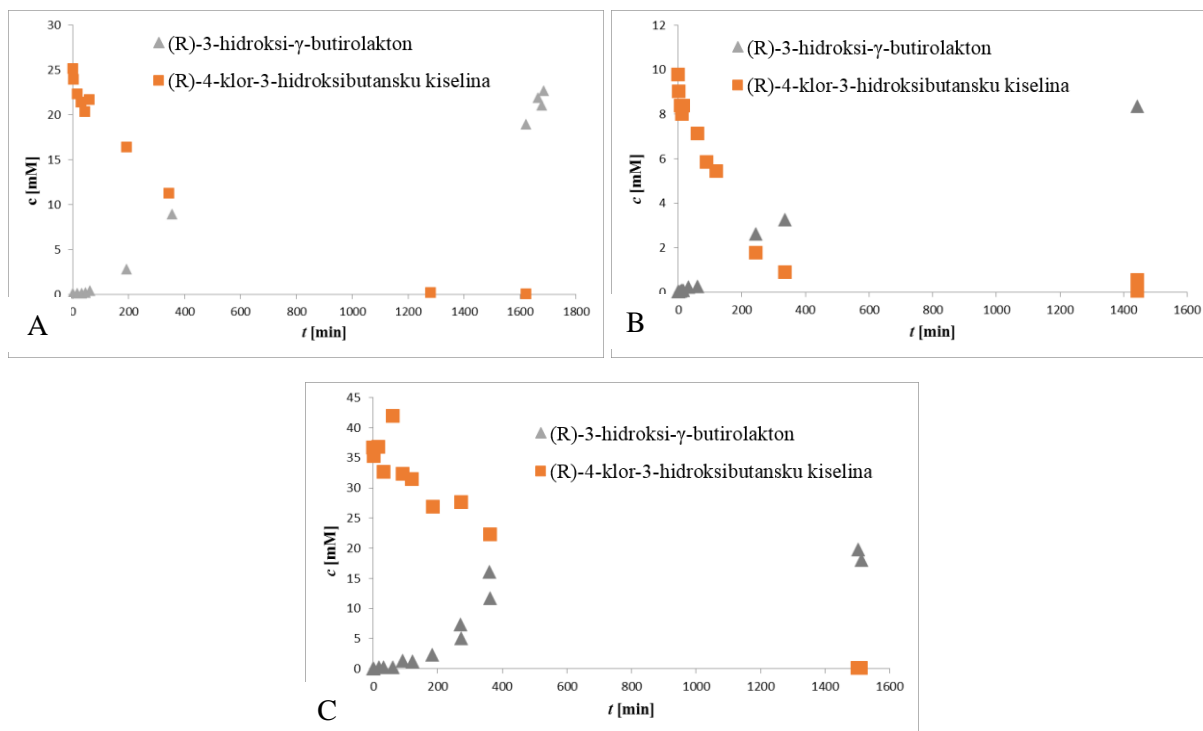 30
25
20
15
10
5
0
c [mM]
(R)-3-hidroksi-γ-butirolakton
(R)-4-klor-3-hidroksibutansku kiselina
0 200 400 600 800 1000 1200 1400 1600 1800
t [min]
A
12
10
8
6
4
2
0
c [mM]
(R)-3-hidroksi-γ-butirolakton
(R)-4-klor-3-hidroksibutansku kiselina
0 200 400 600 800 1000 1200 1400 1600
t [min]
B
45
40
35
30
25
20
15
10
5
0
c [mM]
(R)-3-hidroksi-γ-butirolakton
(R)-4-klor-3-hidroksibutansku kiselina
0 200 400 600 800 1000 1200 1400 1600
t [min]
C